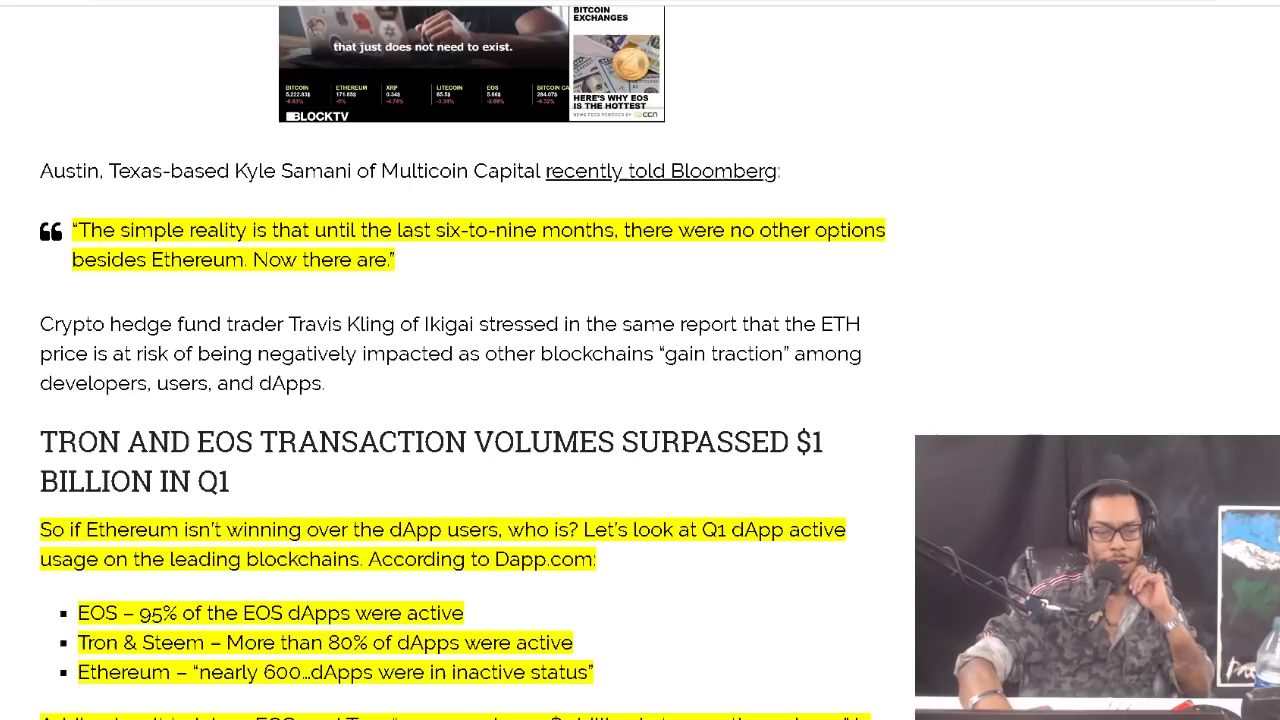 BITCOIN
EXCHANGES
that just does not need to exist.
BITCOIN ETHEREUM XRP LITECOIN EOS BITCOIN CA
HERE'S WHY EOS
IS THE HOTTEST
BLOCKTV
NEWS FEED POWERED BY CCN
Austin, Texas-based Kyle Samani of Multicoin Capital recently told Bloomberg:
“The simple reality is that until the last six-to-nine months, there were no other options
besides Ethereum. Now there are.”
Crypto hedge fund trader Travis Kling of Ikigai stressed in the same report that the ETH
price is at risk of being negatively impacted as other blockchains “gain traction” among
developers, users, and dApps.
TRON AND EOS TRANSACTION VOLUMES SURPASSED $1
BILLION IN Q1
So if Ethereum isn’t winning over the dApp users, who is? Let’s look at Q1 dApp active
usage on the leading blockchains. According to Dapp.com:
▪ EOS – 95% of the EOS dApps were active
▪ Tron & Steem – More than 80% of dApps were active
▪ Ethereum – “nearly 600…dApps were in inactive status”